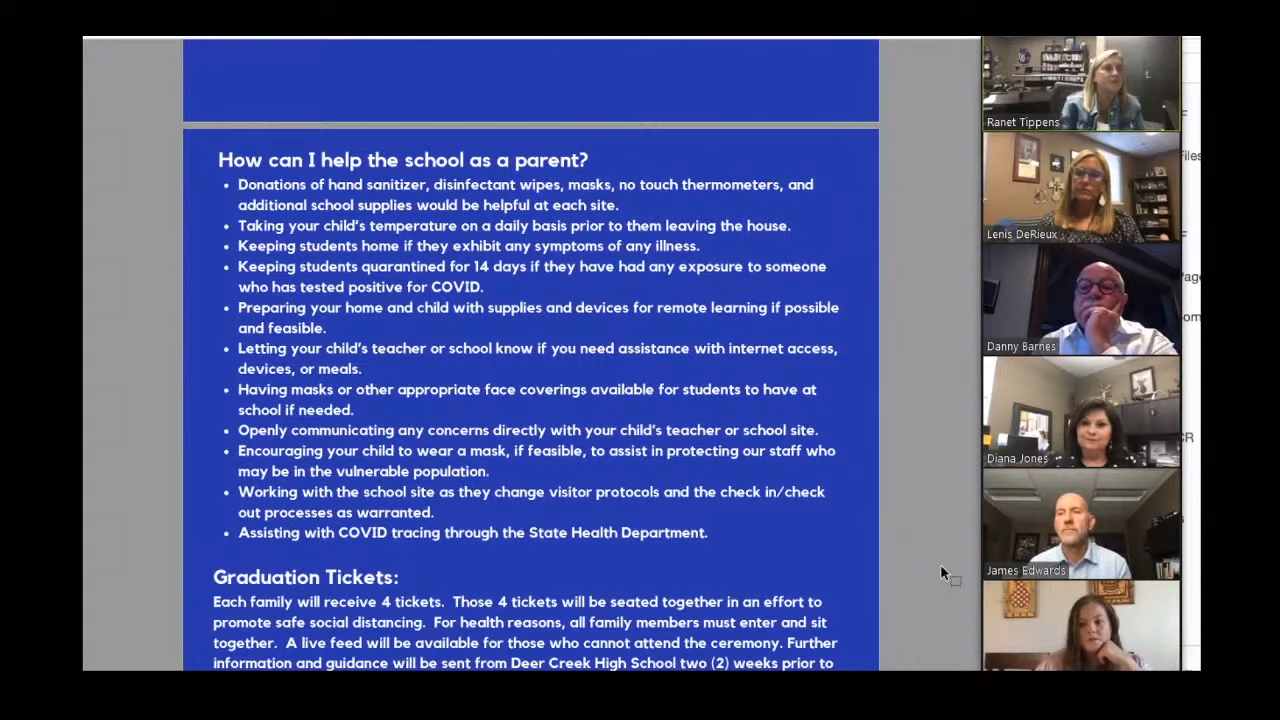 How can I help the school as a parent?
• Donations of hand sanitizer, disinfectant wipes, masks, no touch thermometers, and
additional school supplies would be helpful at each site.
• Taking your child's temperature on a daily basis prior to them leaving the house.
• Keeping students home if they exhibit any symptoms of any illness.
• Keeping students quarantined for 14 days if they have had any exposure to someone
who has tested positive for COVID.
• Preparing your home and child with supplies and devices for remote learning if possible
and feasible.
• Letting your child's teacher or school know if you need assistance with internet access,
devices, or meals.
• Having masks or other appropriate face coverings available for students to have at
school if needed.
• Openly communicating any concerns directly with your child's teacher or school site.
• Encouraging your child to wear a mask, if feasible, to assist in protecting our staff who
may be in the vulnerable population.
• Working with the school site as they change visitor protocols and the check in/check
out processes as warranted.
• Assisting with COVID tracing through the State Health Department.
Graduation Tickets:
Each family will receive 4 tickets. Those 4 tickets will be seated together in an effort to
promote safe social distancing. For health reasons, all family members must enter and sit
together. A live feed will be available for those who cannot attend the ceremony. Further
information and guidance will be sent from Deer Creek High School two (2) weeks prior to
Ranet Tippens
Lenis DeRieux
Danny Barnes
Diana Jones
James Edwards
Files
Page